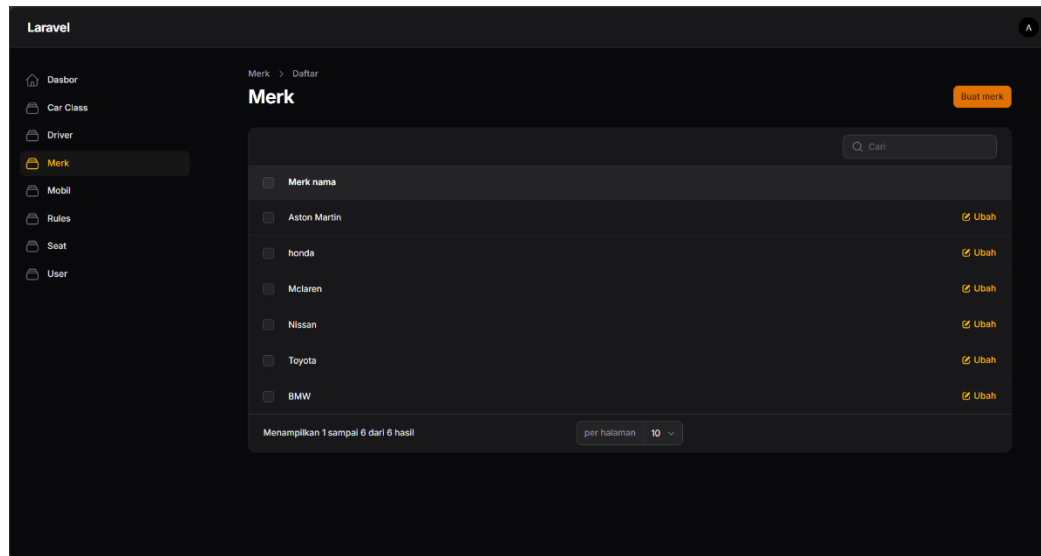 Laravel
A
Dasbor
Car Class
Driver
Merk
Mobil
Rules
Seat
User
Merk > Daftar
Merk
Buat merk
Cari
Merk nama
Aston Martin Ubah
honda Ubah
Mclaren Ubah
Nissan Ubah
Toyota Ubah
BMW Ubah
Menampilkan 1 sampai 6 dari 6 hasil
per halaman 10